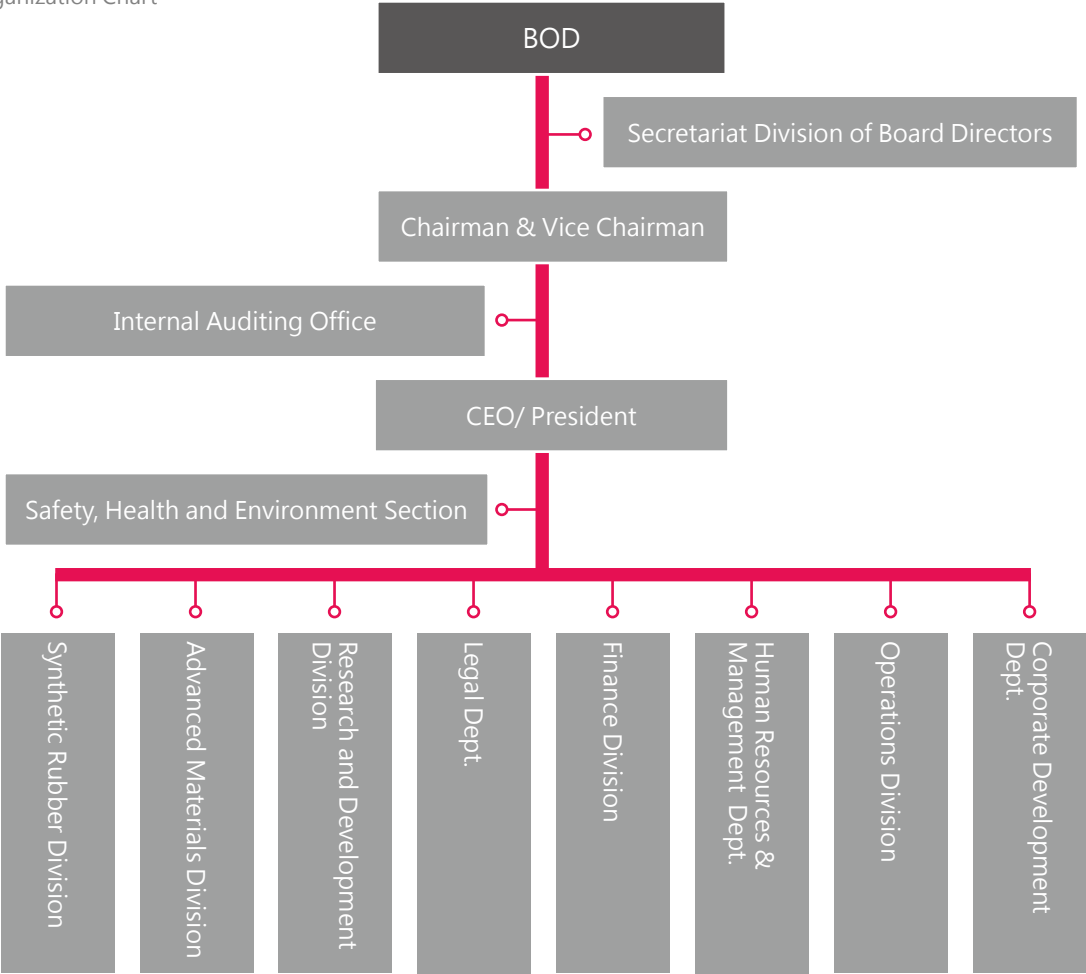 Organization Chart
BOD
Secretariat Division of Board Directors
Chairman & Vice Chairman
Internal Auditing Office
CEO/ President
Safety, Health and Environment Section
Synthetic Rubber Division
Advanced Materials Division
Research and Development
Division
Legal Dept.
Finance Division
Human Resources &
Management Dept.
Operations Division
Corporate Development
Dept.